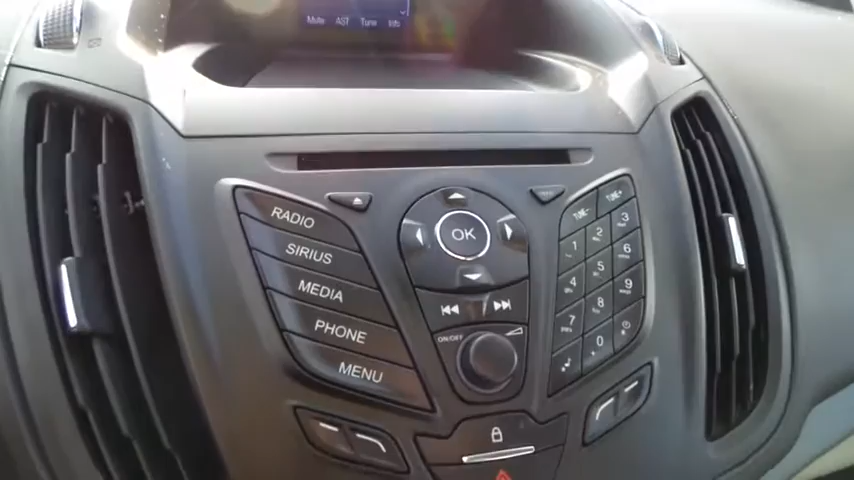 Mute AST Tune Info
RADIO
SIRIUS
MEDIA
PHONE
MENU
OK
ON/OFF
TUNE- TUNE+
1 2 3
4 5 6
7 8 9
* 0 #